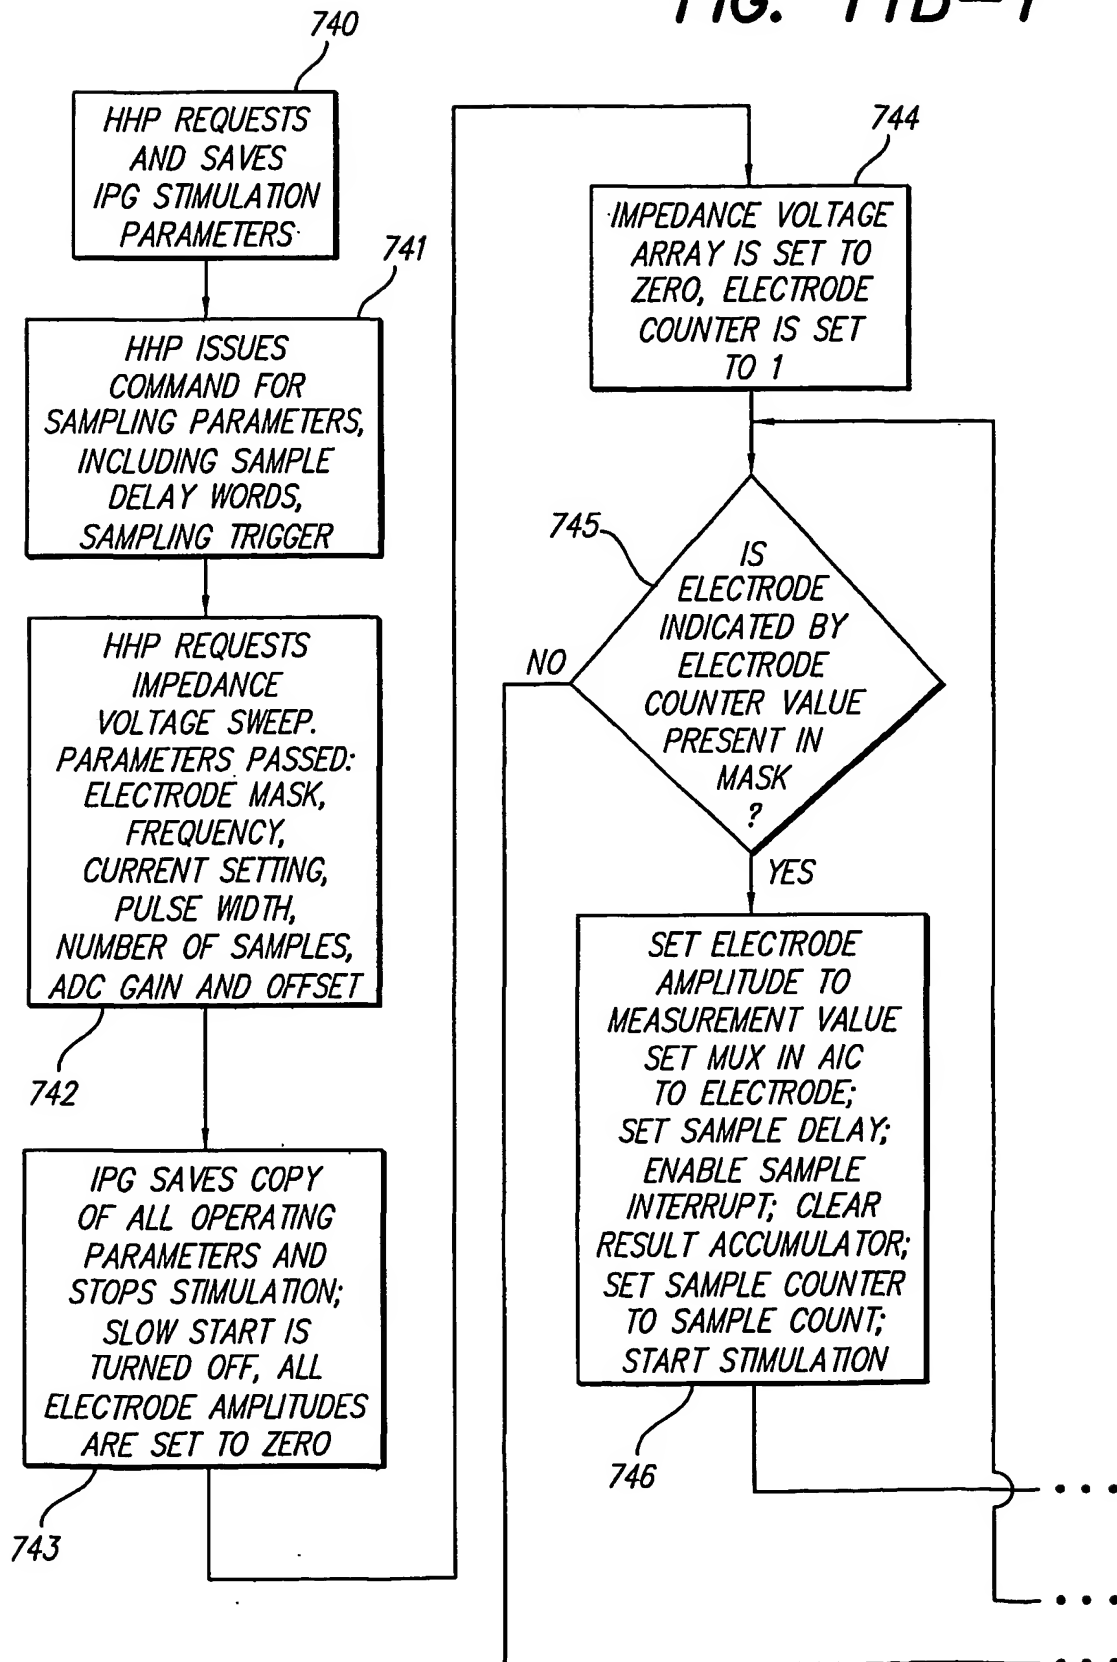 FIG. 11B-1
740
HHP REQUESTS
AND SAVES
IPG STIMULATION
PARAMETERS
741
HHP ISSUES
COMMAND FOR
SAMPLING PARAMETERS,
INCLUDING SAMPLE
DELAY WORDS,
SAMPLING TRIGGER
HHP REQUESTS
IMPEDANCE
VOLTAGE SWEEP.
PARAMETERS PASSED:
ELECTRODE MASK,
FREQUENCY,
CURRENT SETTING,
PULSE WIDTH,
NUMBER OF SAMPLES,
ADC GAIN AND OFFSET
742
IPG SAVES COPY
OF ALL OPERATING
PARAMETERS AND
STOPS STIMULATION;
SLOW START IS
TURNED OFF, ALL
ELECTRODE AMPLITUDES
ARE SET TO ZERO
743
744
IMPEDANCE VOLTAGE
ARRAY IS SET TO
ZERO, ELECTRODE
COUNTER IS SET
TO 1
745
IS
ELECTRODE
INDICATED BY
ELECTRODE
COUNTER VALUE
PRESENT IN
MASK
?
NO
YES
SET ELECTRODE
AMPLITUDE TO
MEASUREMENT VALUE
SET MUX IN AIC
TO ELECTRODE;
SET SAMPLE DELAY;
ENABLE SAMPLE
INTERRUPT; CLEAR
RESULT ACCUMULATOR;
SET SAMPLE COUNTER
TO SAMPLE COUNT;
START STIMULATION
746